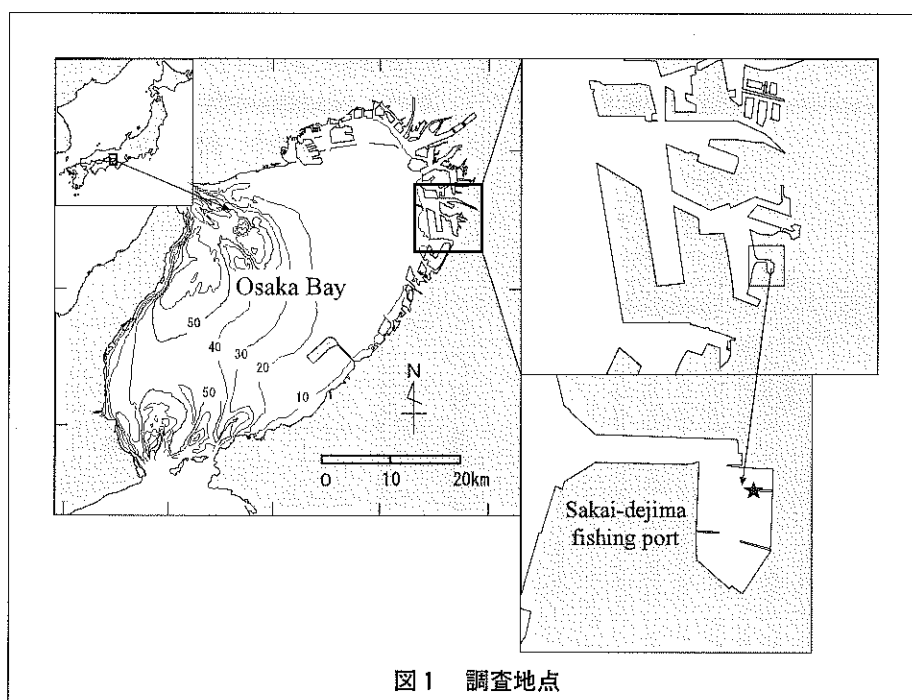 Osaka Bay
50
40
30
20
50
10
N
0 10 20km
Sakai-dejima
fishing port
図1 調査地点